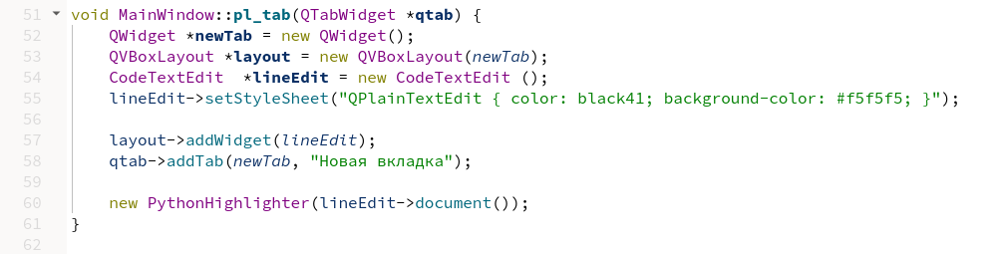 51 void MainWindow::pl_tab(QTabWidget *qtab) {
52 QWidget *newTab = new QWidget();
53 QVBoxLayout *layout = new QVBoxLayout(newTab);
54 CodeTextEdit  *lineEdit = new CodeTextEdit ();
55 lineEdit->setStyleSheet("QPlainTextEdit { color: black41; background-color: #f5f5f5; }");
56
57 layout->addWidget(lineEdit);
58 qtab->addTab(newTab, "Новая вкладка");
59
60 new PythonHighlighter(lineEdit->document());
61 }
62